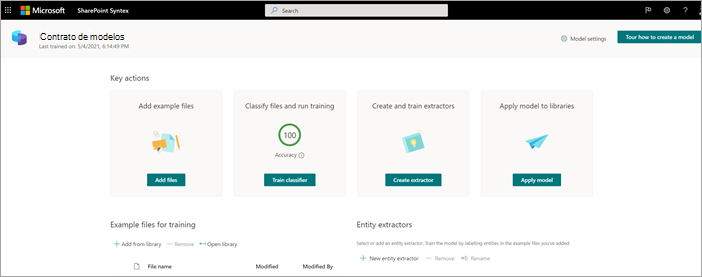 Microsoft SharePoint Syntex Search ?
Contrato de modelos
Last trained on: 5/4/2021, 6:14:49 PM
Model settings
Tour how to create a model
Key actions
Add example files
Add files
Classify files and run training
100
Accuracy
Train classifier
Create and train extractors
Create extractor
Apply model to libraries
Apply model
Example files for training
+ Add from library — Remove Open library
File name Modified Modified By
Entity extractors
Select or add an entity extractor. Train the model by labelling entities in the example files you've added.
+ New entity extractor — Remove Rename